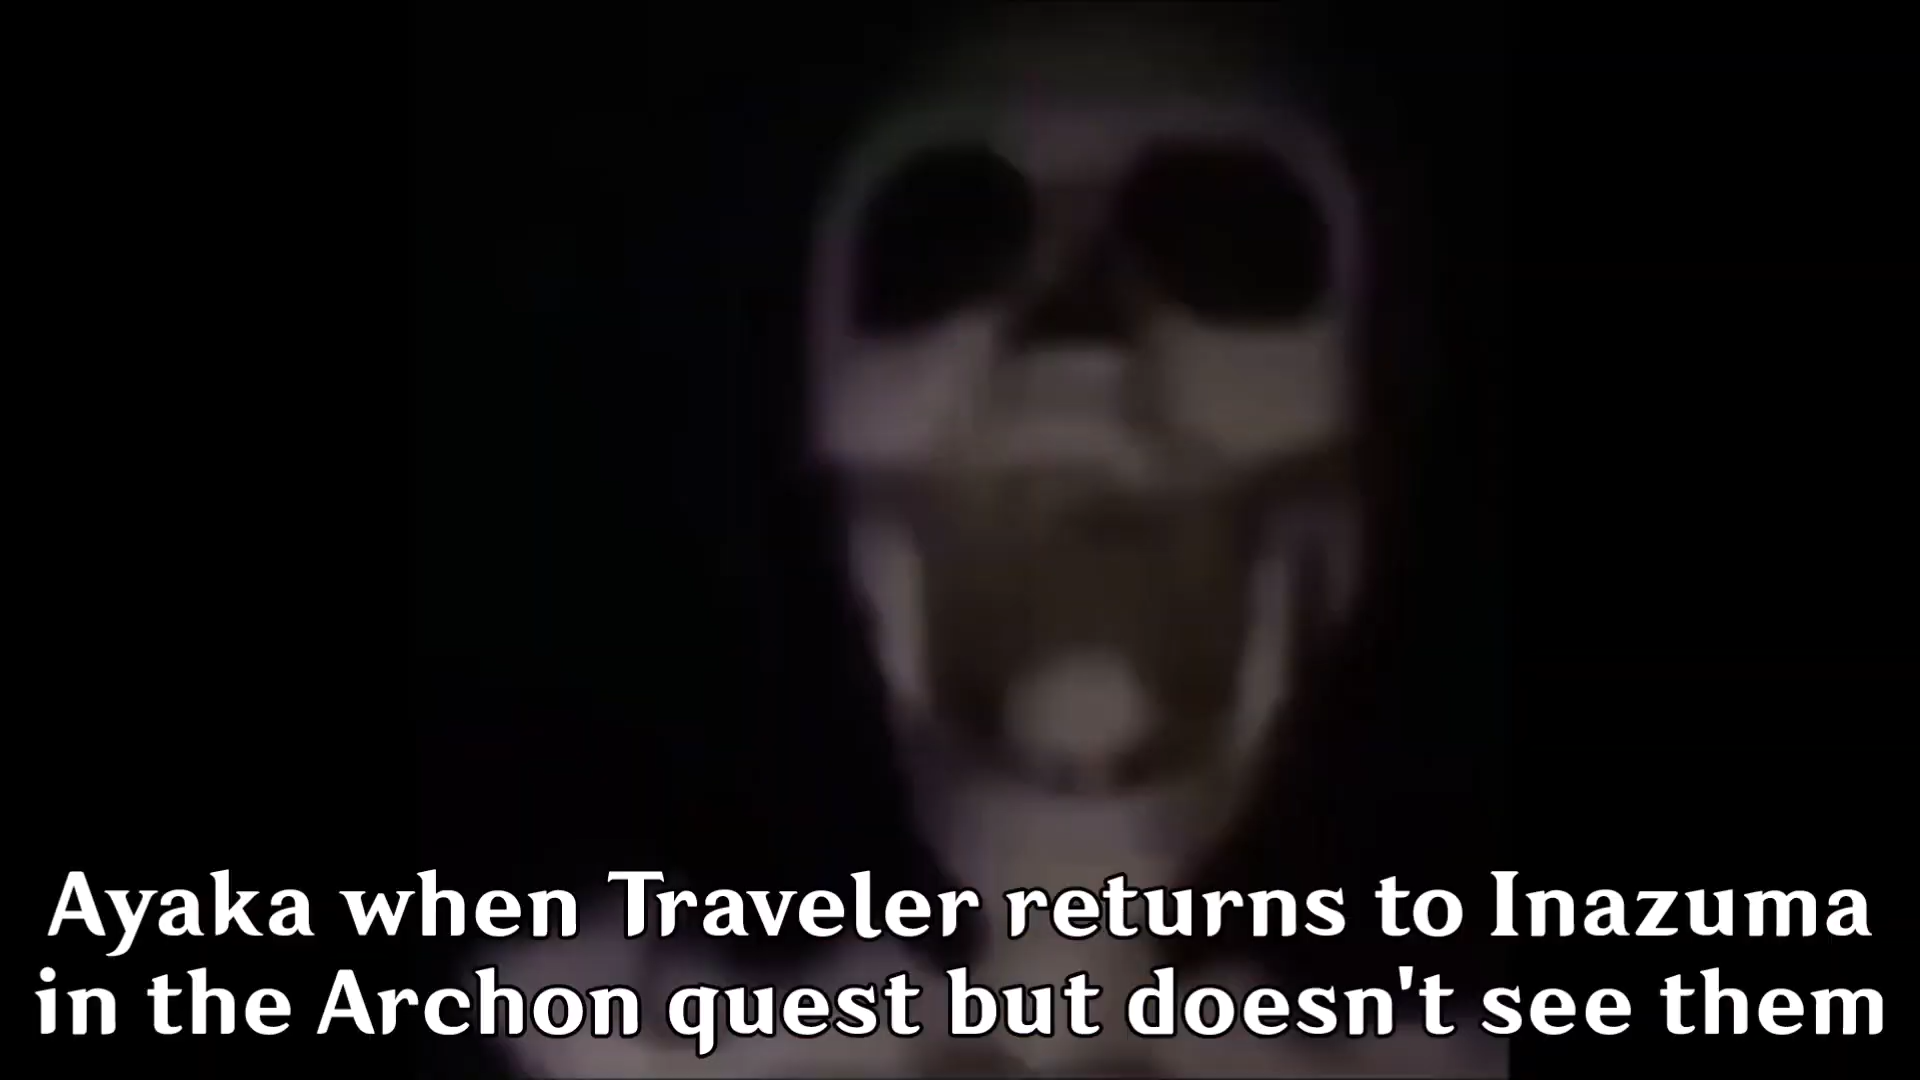 Ayaka when Traveler returns to Inazuma
in the Archon quest but doesn't see them